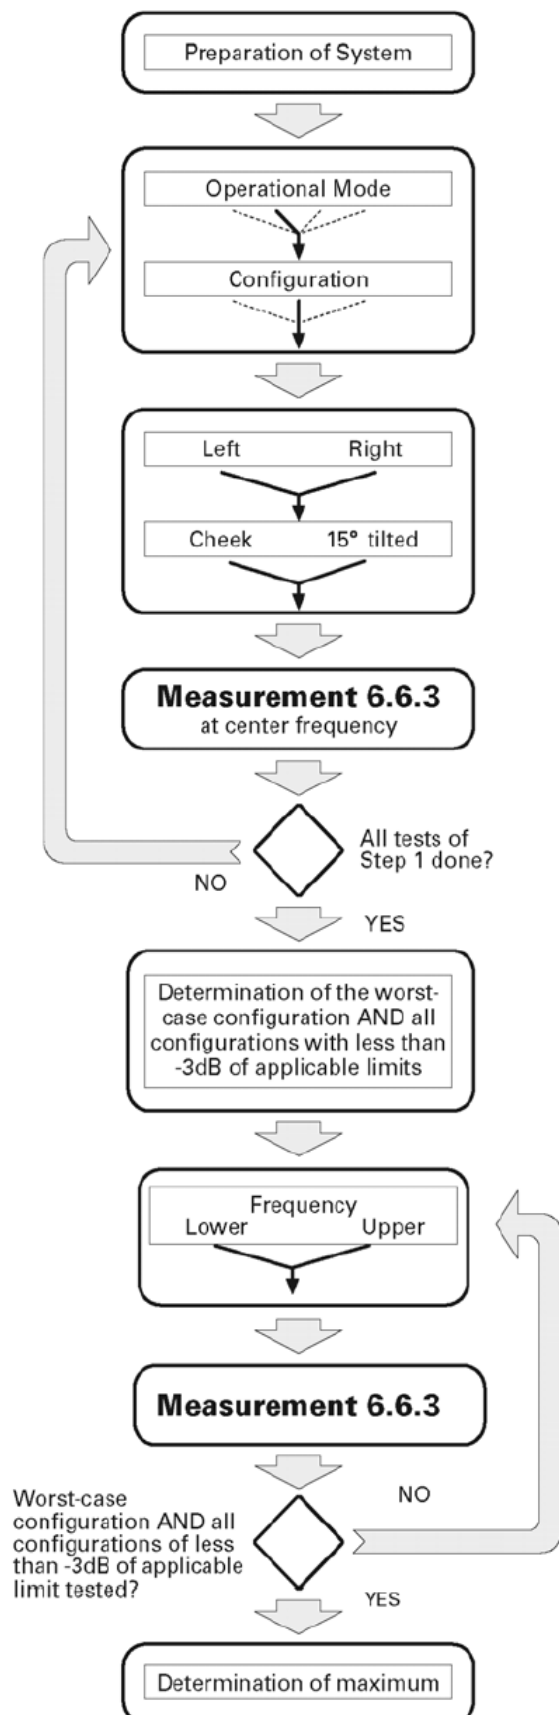 Preparation of System
Operational Mode
Configuration
Left Right
Cheek 15° tilted
Measurement 6.6.3
at center frequency
All tests of
Step 1 done?
NO
YES
Determination of the worst-
case configuration AND all
configurations with less than
-3dB of applicable limits
Frequency
Lower Upper
Measurement 6.6.3
NO
Worst-case
configuration AND all
configurations of less
than -3dB of applicable
limit tested?
YES
Determination of maximum